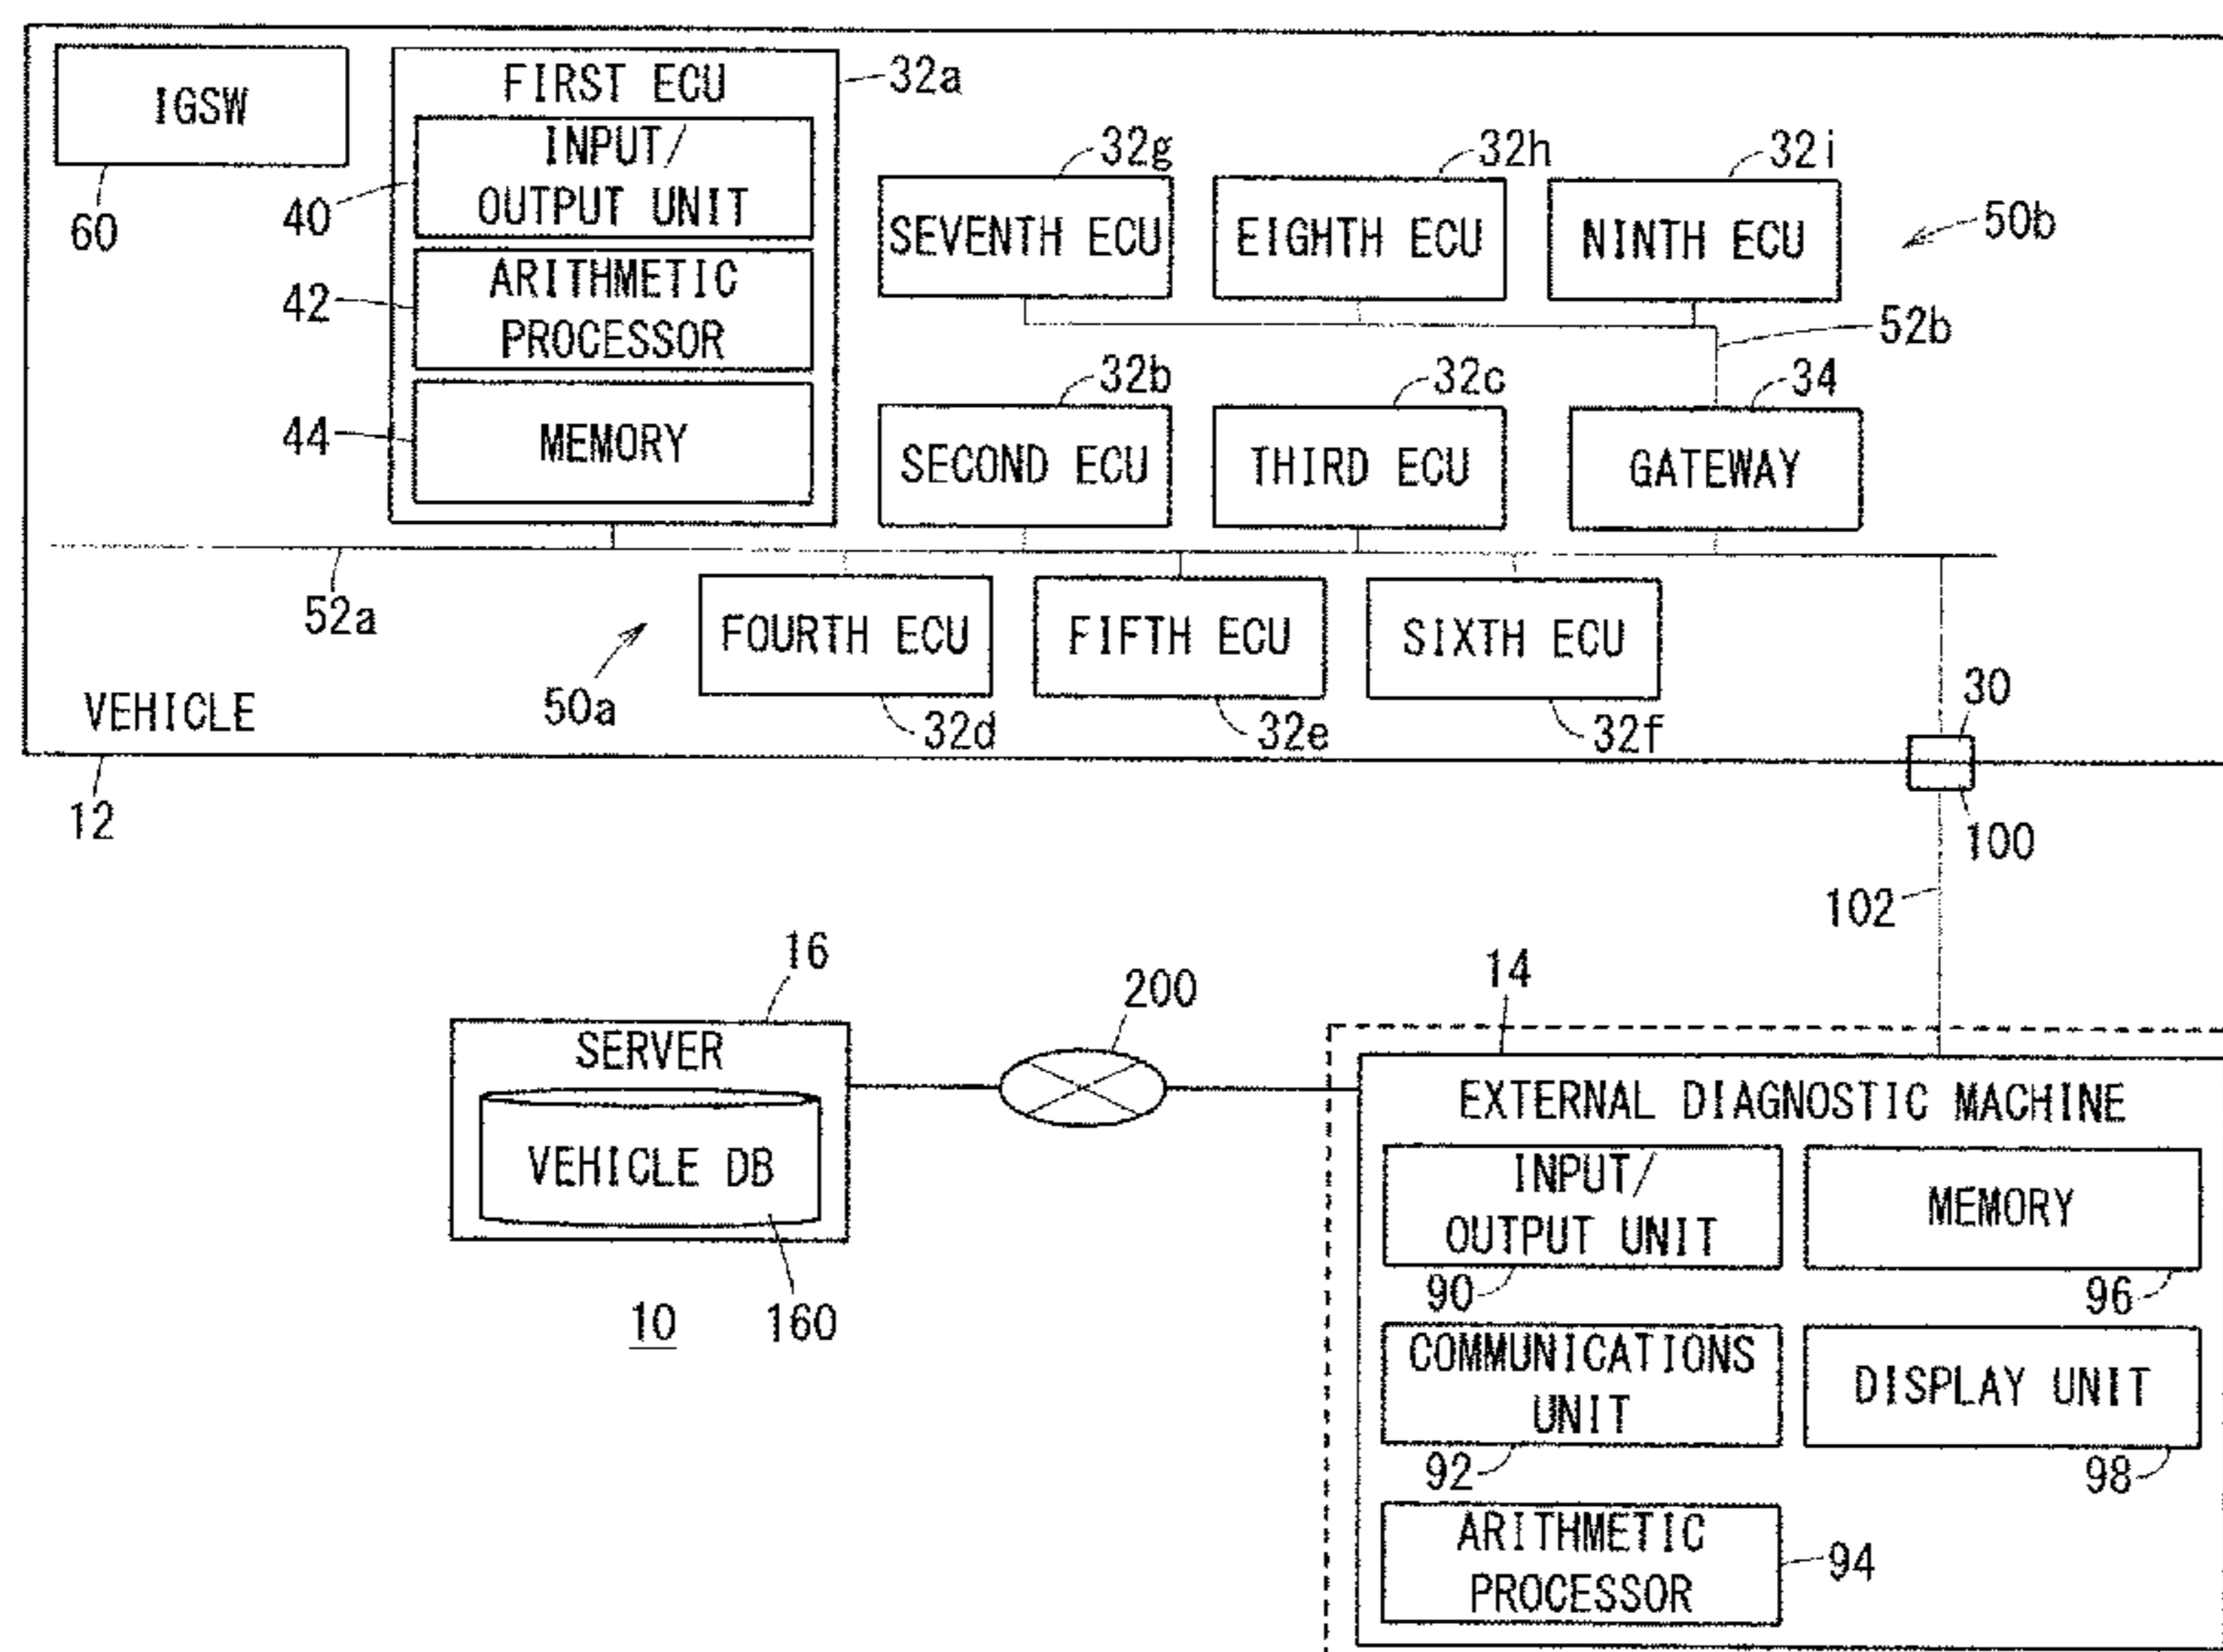 IGSW
60
FIRST ECU
32a
INPUT/
OUTPUT UNIT
40
ARITHMETIC
PROCESSOR
42
MEMORY
44
32g
SEVENTH ECU
32h
EIGHTH ECU
32i
NINTH ECU
50b
52b
32b
SECOND ECU
32c
THIRD ECU
34
GATEWAY
52a
50a
FOURTH ECU
32d
FIFTH ECU
32e
SIXTH ECU
32f
VEHICLE
12
30
100
102
16
SERVER
VEHICLE DB
160
10
200
14
EXTERNAL DIAGNOSTIC MACHINE
INPUT/
OUTPUT UNIT
90
MEMORY
96
COMMUNICATIONS
UNIT
92
DISPLAY UNIT
98
ARITHMETIC
PROCESSOR
94